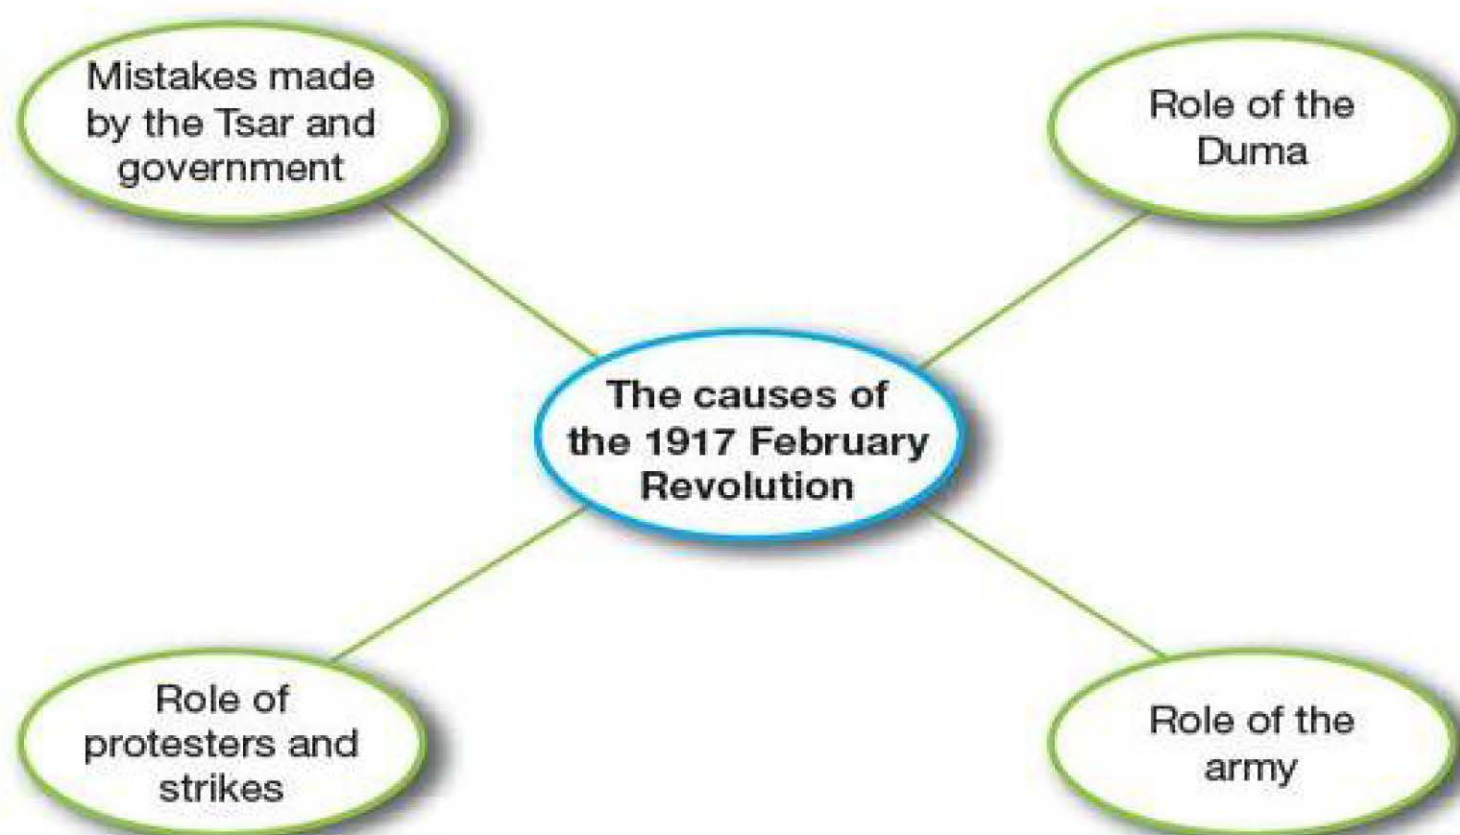 Mistakes made
by the Tsar and
government
Role of the
Duma
The causes of
the 1917 February
Revolution
Role of
protesters and
strikes
Role of the
army